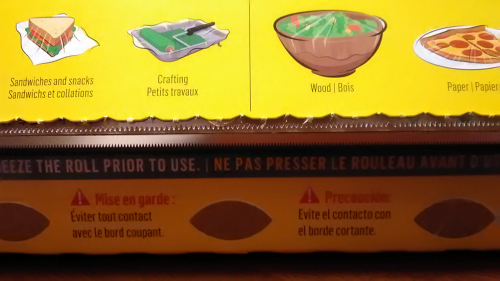 Sandwiches and snacks
Sandwichs et collations
Crafting
Petits travaux
Wood | Bois
Paper | Papier
EEZE THE ROLL PRIOR TO USE. | NE PAS PRESSER LE ROULEAU AVANT D'U
Mise en garde :
Éviter tout contact
avec le bord coupant.
Precaución:
Evite el contacto con
el borde cortante.